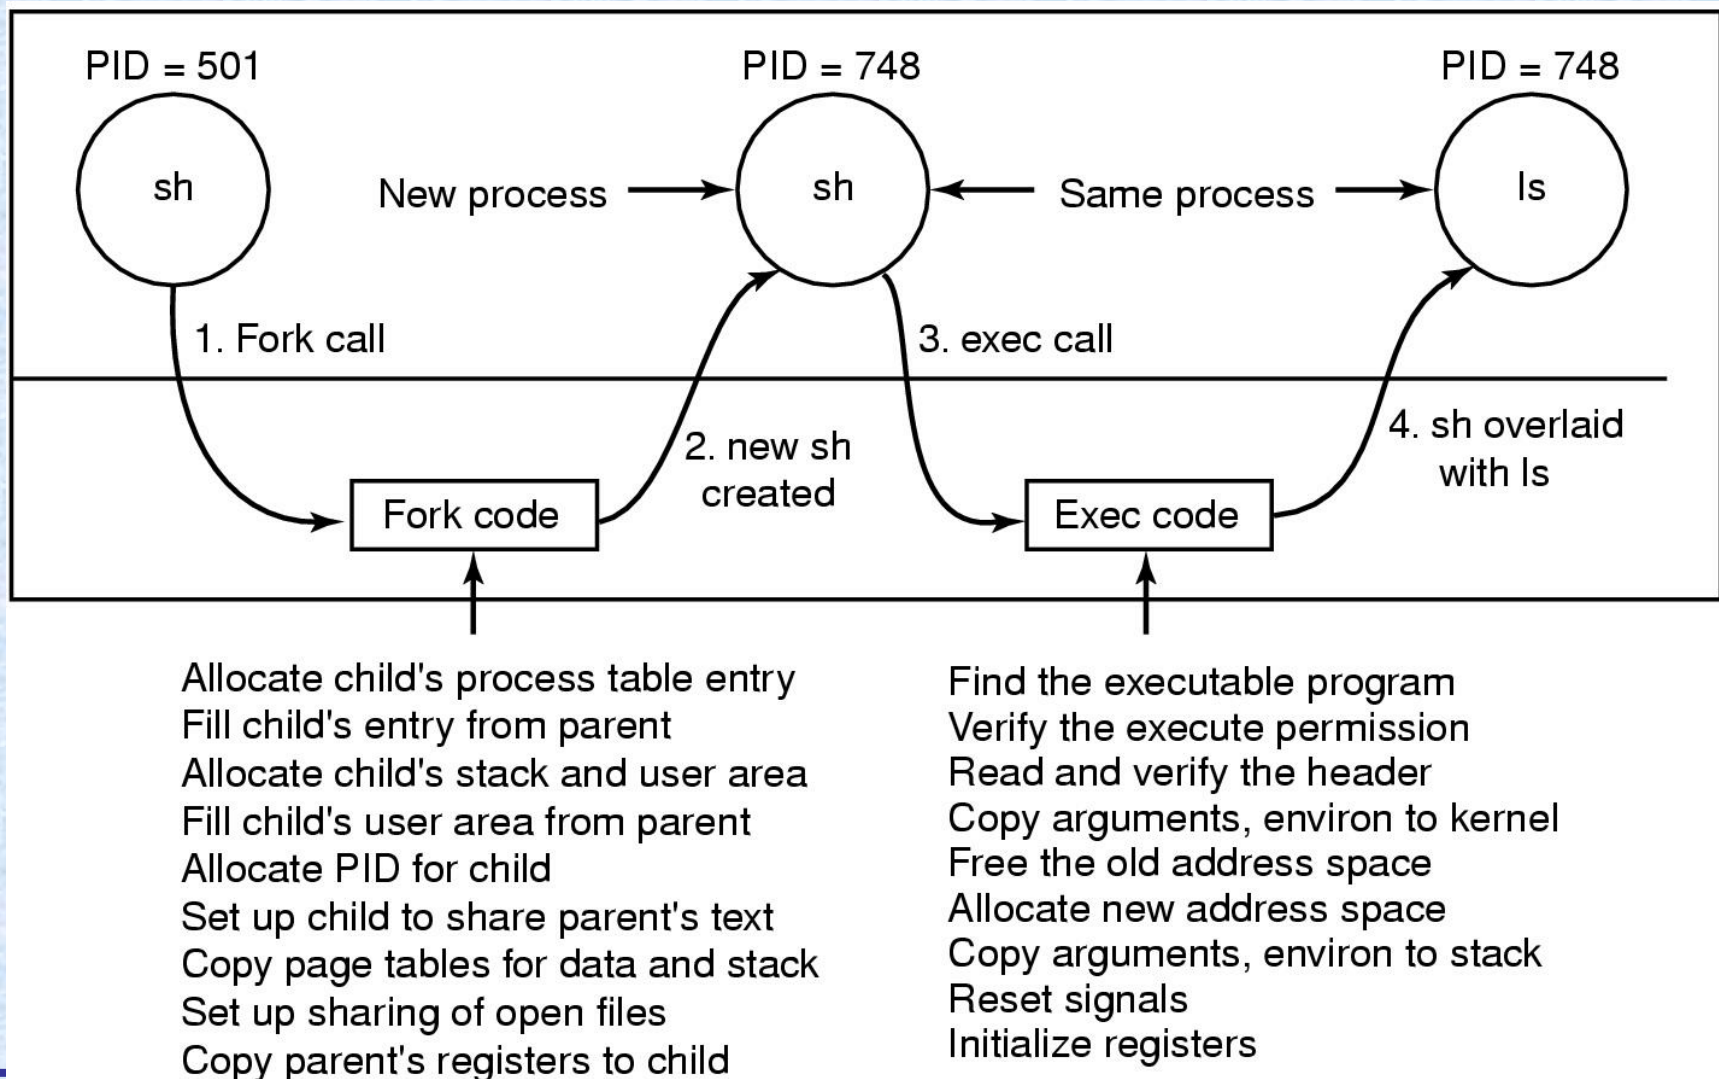 PID = 501
PID = 748
PID = 748
sh
New process
sh
Same process
ls
1. Fork call
3. exec call
2. new sh
created
4. sh overlaid
with ls
Fork code
Exec code
Allocate child's process table entry
Fill child's entry from parent
Allocate child's stack and user area
Fill child's user area from parent
Allocate PID for child
Set up child to share parent's text
Copy page tables for data and stack
Set up sharing of open files
Copy parent's registers to child
Find the executable program
Verify the execute permission
Read and verify the header
Copy arguments, environ to kernel
Free the old address space
Allocate new address space
Copy arguments, environ to stack
Reset signals
Initialize registers